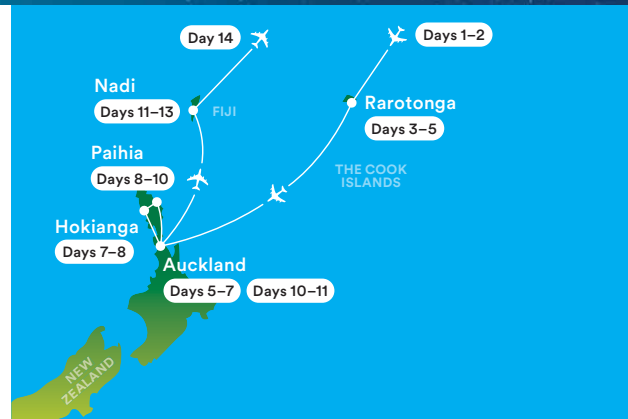 Day 14
Days 1–2
Nadi
Days 11–13
FIJI
Rarotonga
Days 3–5
Paihia
Days 8–10
THE COOK
ISLANDS
Hokianga
Days 7–8
Auckland
Days 5–7
Days 10–11
NEW
ZEALAND